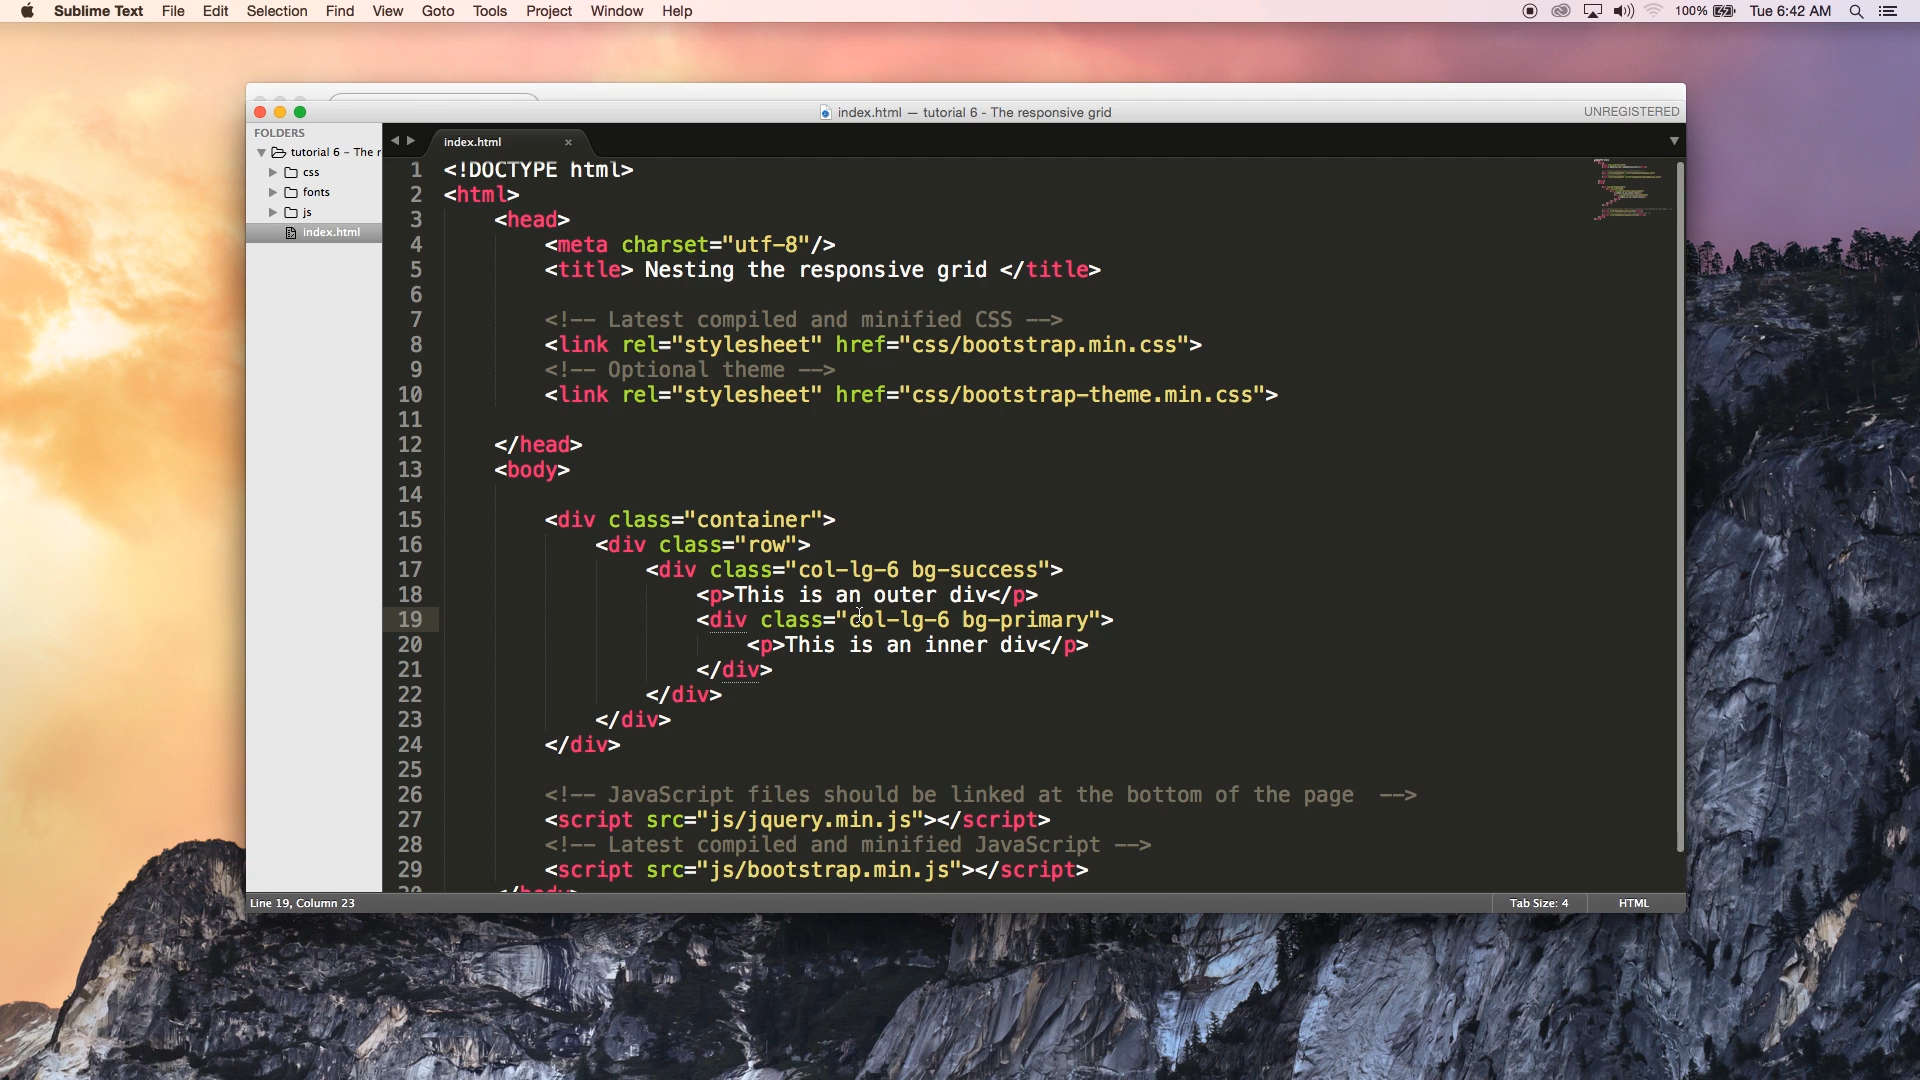 Sublime Text File Edit Selection Find View Goto Tools Project Window Help 100% Tue 6:42 AM
index.html — tutorial 6 - The responsive grid UNREGISTERED
FOLDERS
tutorial 6 - The r
css
fonts
js
index.html
index.html
1 <!DOCTYPE html>
2 <html>
3 <head>
4 <meta charset="utf-8"/>
5 <title> Nesting the responsive grid </title>
6
7 <!-- Latest compiled and minified CSS -->
8 <link rel="stylesheet" href="css/bootstrap.min.css">
9 <!-- Optional theme -->
10 <link rel="stylesheet" href="css/bootstrap-theme.min.css">
11
12 </head>
13 <body>
14
15 <div class="container">
16 <div class="row">
17 <div class="col-lg-6 bg-success">
18 <p>This is an outer div</p>
19 <div class="col-lg-6 bg-primary">
20 <p>This is an inner div</p>
21 </div>
22 </div>
23 </div>
24 </div>
25
26 <!-- JavaScript files should be linked at the bottom of the page -->
27 <script src="js/jquery.min.js"></script>
28 <!-- Latest compiled and minified JavaScript -->
29 <script src="js/bootstrap.min.js"></script>
30 </body>
Line 19, Column 23 Tab Size: 4 HTML